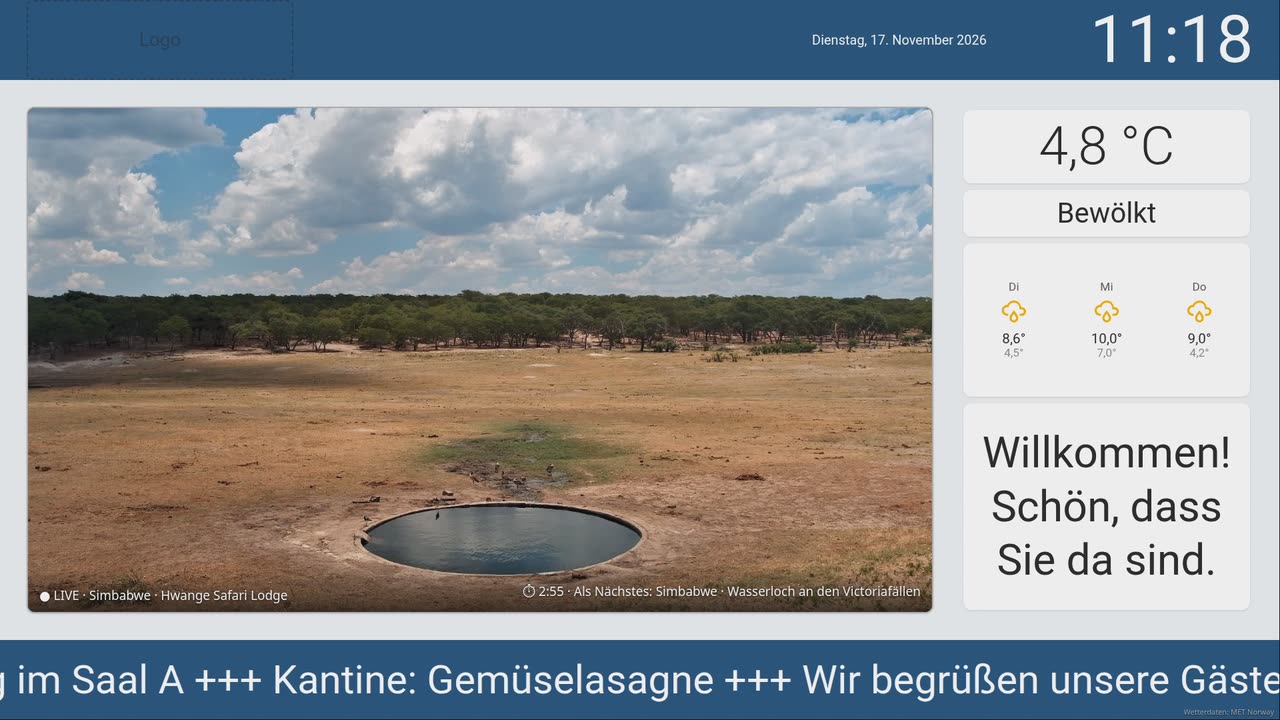 Logo
Dienstag, 17. November 2026
11:18
4,8 °C
Bewölkt
Di Mi Do
8,6° 10,0° 9,0°
4,5° 7,0° 4,2°
Willkommen!
Schön, dass
Sie da sind.
LIVE · Simbabwe · Hwange Safari Lodge
2:55 · Als Nächstes: Simbabwe · Wasserloch an den Victoriafällen
g im Saal A +++ Kantine: Gemüselasagne +++ Wir begrüßen unsere Gäste
Wetterdaten: MET Norway